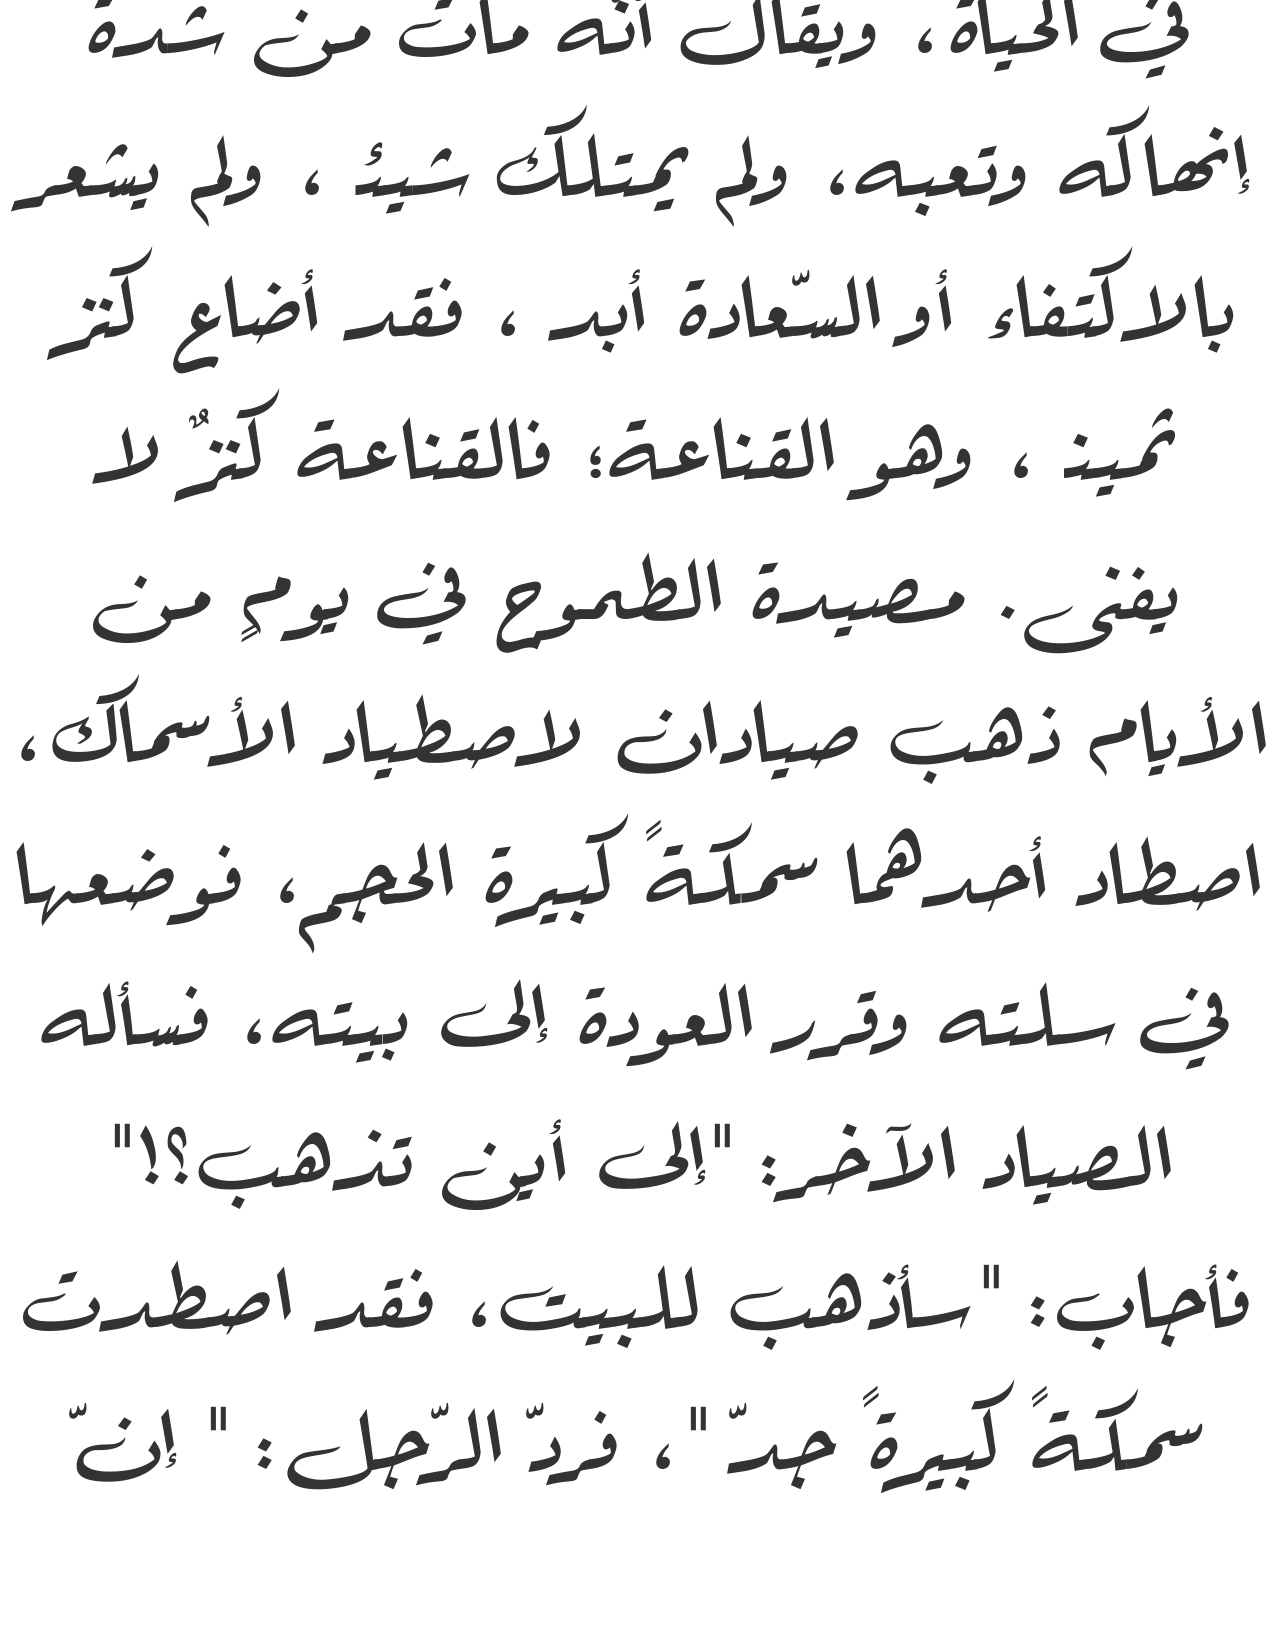 في الحياة، ويقال أنّه مات من شدة
إنهاكه وتعبه، ولم يمتلك شيئ ، ولم يشعر
بالاكتفاء أو السّعادة أبد ، فقد أضاع كنز
ثمين ، وهو القناعة؛ فالقناعة كنزٌ لا
يفنى. مصيدة الطموح في يومٍ من
الأيام ذهب صيادان لاصطياد الأسماك،
اصطاد أحدهما سمكةً كبيرة الحجم، فوضعها
في سلته وقرر العودة إلى بيته، فسأله
الصياد الآخر: "إلى أين تذهب؟!"
فأجاب: "سأذهب للبيت، فقد اصطدت
سمكةً كبيرةً جدّ "، فردّ الرّجل: " إنّ